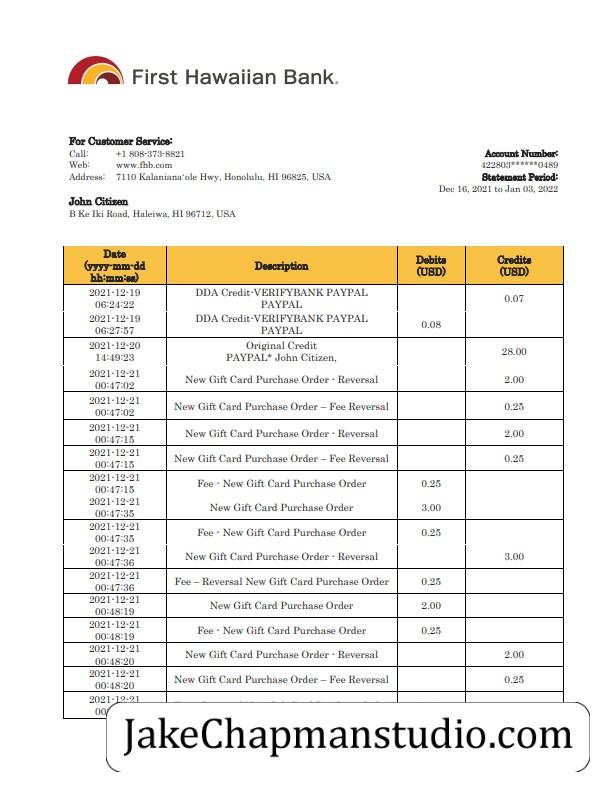 First Hawaiian Bank.
For Customer Service:
Call: +1 808-373-8821
Web: www.fhb.com
Address: 7110 Kalaniana'ole Hwy, Honolulu, HI 96825, USA
Account Number:
422803******0489
Statement Period:
Dec 16, 2021 to Jan 03, 2022
John Citizen
B Ke Iki Road, Haleiwa, HI 96712, USA
Date
(yyyy-mm-dd
hh:mm:ss)
Description
Debits
(USD)
Credits
(USD)
2021-12-19
06:24:22
DDA Credit-VERIFYBANK PAYPAL
PAYPAL
0.07
2021-12-19
06:27:57
DDA Credit-VERIFYBANK PAYPAL
PAYPAL
0.08
2021-12-20
14:49:23
Original Credit
PAYPAL* John Citizen,
28.00
2021-12-21
00:47:02
New Gift Card Purchase Order - Reversal
2.00
2021-12-21
00:47:02
New Gift Card Purchase Order – Fee Reversal
0.25
2021-12-21
00:47:15
New Gift Card Purchase Order - Reversal
2.00
2021-12-21
00:47:15
New Gift Card Purchase Order – Fee Reversal
0.25
2021-12-21
00:47:15
Fee - New Gift Card Purchase Order
0.25
2021-12-21
00:47:35
New Gift Card Purchase Order
3.00
2021-12-21
00:47:35
Fee - New Gift Card Purchase Order
0.25
2021-12-21
00:47:36
New Gift Card Purchase Order - Reversal
3.00
2021-12-21
00:47:36
Fee – Reversal New Gift Card Purchase Order
0.25
2021-12-21
00:48:19
New Gift Card Purchase Order
2.00
2021-12-21
00:48:19
Fee - New Gift Card Purchase Order
0.25
2021-12-21
00:48:20
New Gift Card Purchase Order - Reversal
2.00
2021-12-21
00:48:20
New Gift Card Purchase Order – Fee Reversal
0.25
2021-12-21
JakeChapmanstudio.com